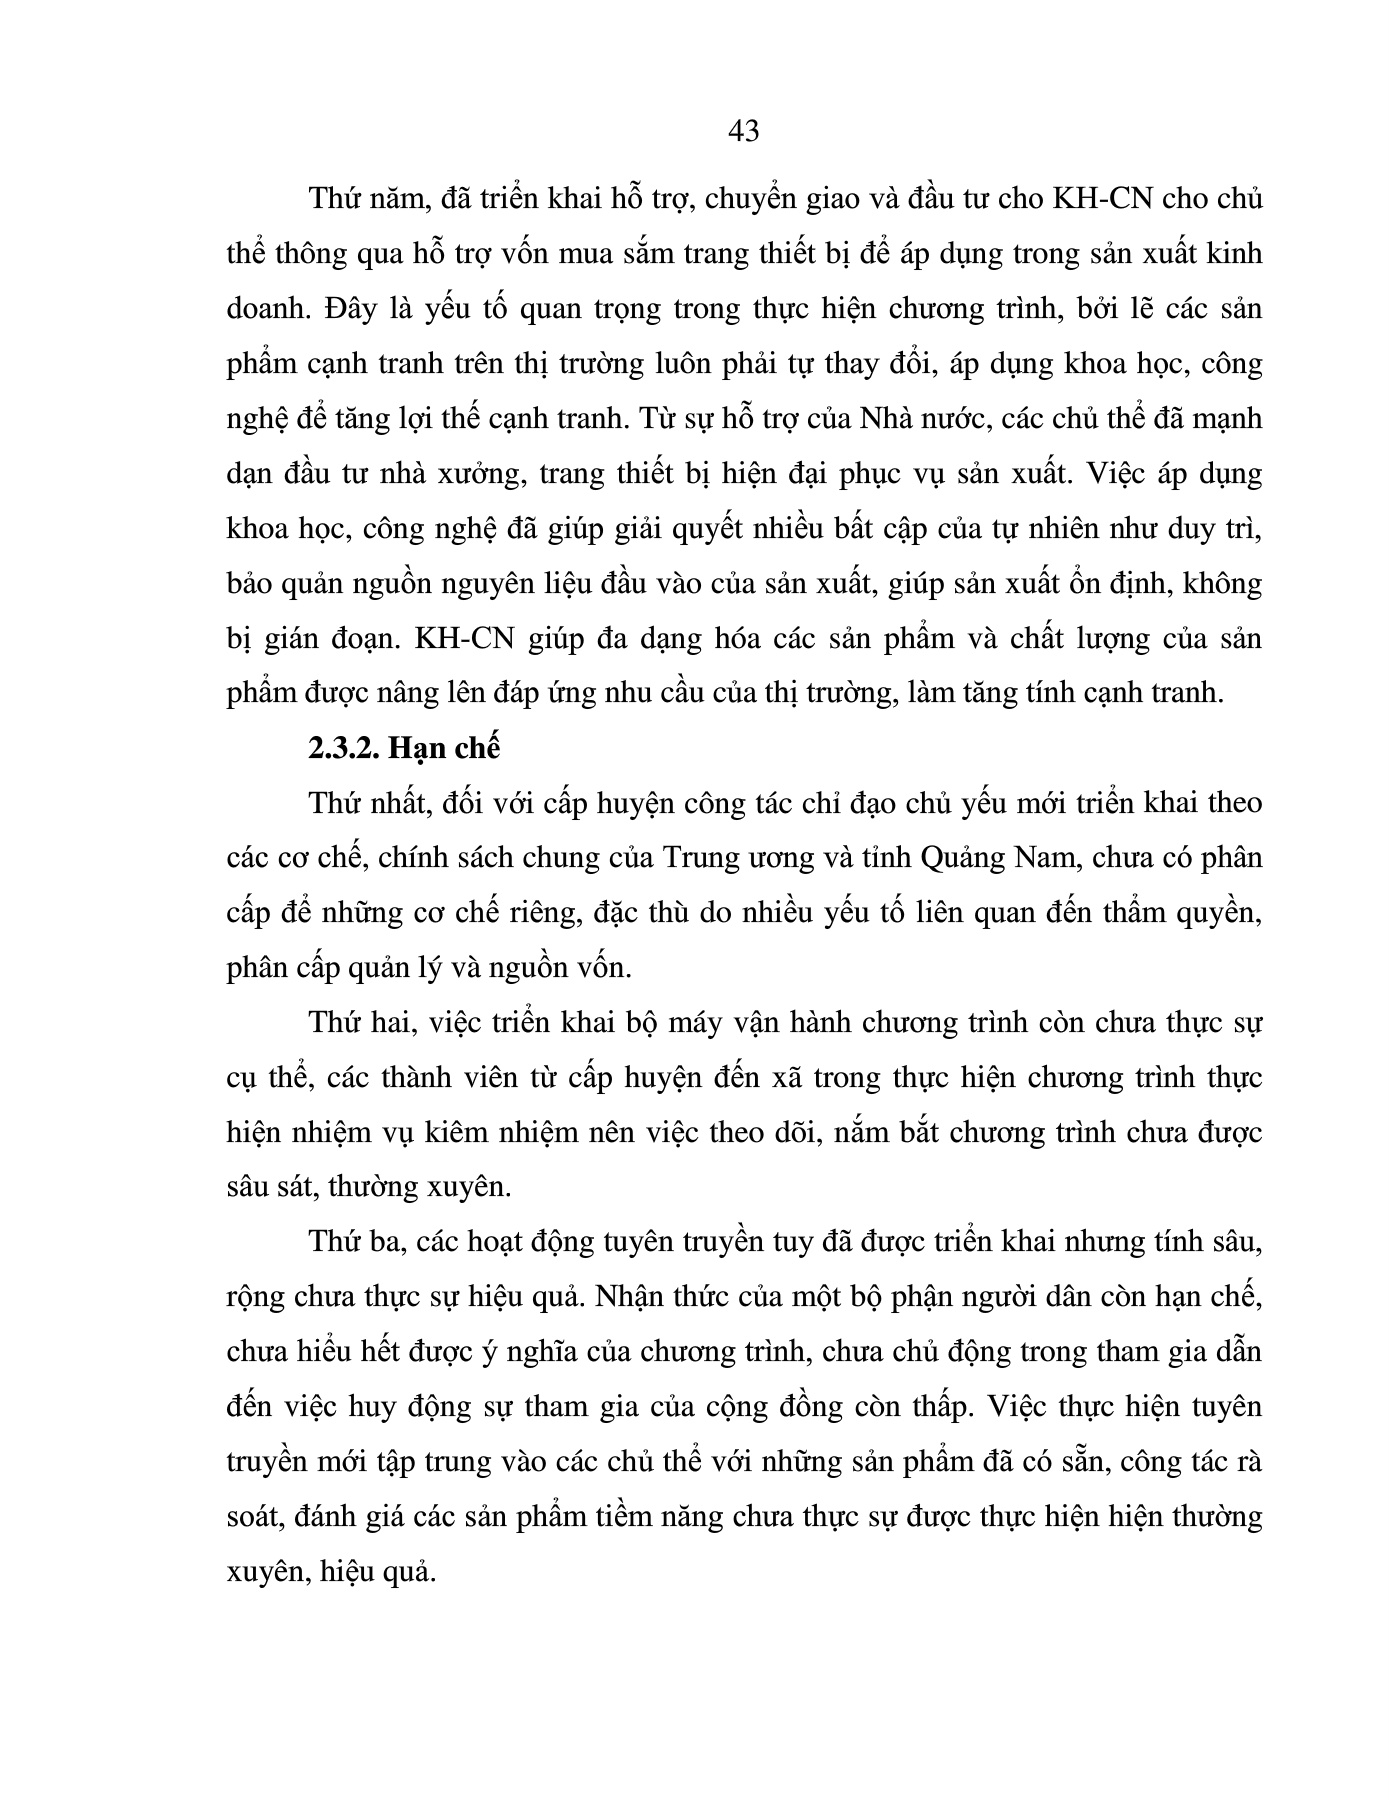 43
Thứ năm, đã triển khai hỗ trợ, chuyển giao và đầu tư cho KH-CN cho chủ
thể thông qua hỗ trợ vốn mua sắm trang thiết bị để áp dụng trong sản xuất kinh
doanh. Đây là yếu tố quan trọng trong thực hiện chương trình, bởi lẽ các sản
phẩm cạnh tranh trên thị trường luôn phải tự thay đổi, áp dụng khoa học, công
nghệ để tăng lợi thế cạnh tranh. Từ sự hỗ trợ của Nhà nước, các chủ thể đã mạnh
dạn đầu tư nhà xưởng, trang thiết bị hiện đại phục vụ sản xuất. Việc áp dụng
khoa học, công nghệ đã giúp giải quyết nhiều bất cập của tự nhiên như duy trì,
bảo quản nguồn nguyên liệu đầu vào của sản xuất, giúp sản xuất ổn định, không
bị gián đoạn. KH-CN giúp đa dạng hóa các sản phẩm và chất lượng của sản
phẩm được nâng lên đáp ứng nhu cầu của thị trường, làm tăng tính cạnh tranh.
2.3.2. Hạn chế
Thứ nhất, đối với cấp huyện công tác chỉ đạo chủ yếu mới triển khai theo
các cơ chế, chính sách chung của Trung ương và tỉnh Quảng Nam, chưa có phân
cấp để những cơ chế riêng, đặc thù do nhiều yếu tố liên quan đến thẩm quyền,
phân cấp quản lý và nguồn vốn.
Thứ hai, việc triển khai bộ máy vận hành chương trình còn chưa thực sự
cụ thể, các thành viên từ cấp huyện đến xã trong thực hiện chương trình thực
hiện nhiệm vụ kiêm nhiệm nên việc theo dõi, nắm bắt chương trình chưa được
sâu sát, thường xuyên.
Thứ ba, các hoạt động tuyên truyền tuy đã được triển khai nhưng tính sâu,
rộng chưa thực sự hiệu quả. Nhận thức của một bộ phận người dân còn hạn chế,
chưa hiểu hết được ý nghĩa của chương trình, chưa chủ động trong tham gia dẫn
đến việc huy động sự tham gia của cộng đồng còn thấp. Việc thực hiện tuyên
truyền mới tập trung vào các chủ thể với những sản phẩm đã có sẵn, công tác rà
soát, đánh giá các sản phẩm tiềm năng chưa thực sự được thực hiện hiện thường
xuyên, hiệu quả.